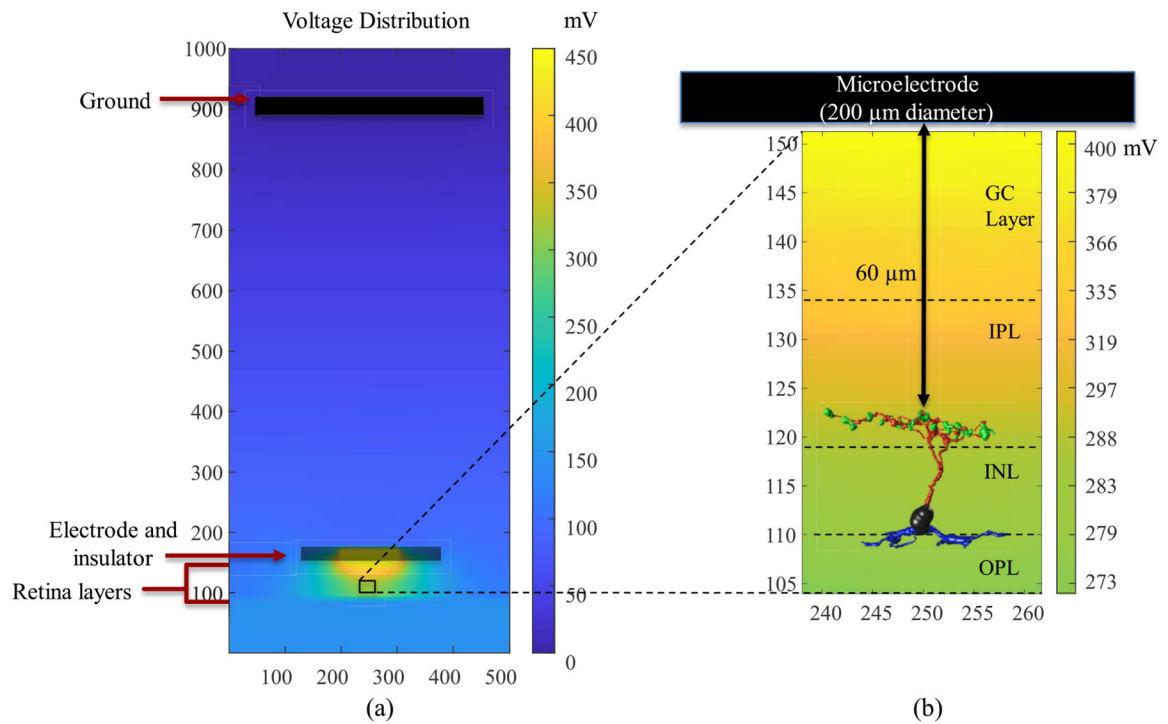 Voltage Distribution
mV
1000
900
800
700
600
500
400
300
200
100
Ground
Electrode and
insulator
Retina layers
100 200 300 400 500
450
400
350
300
250
200
150
100
50
0
(a)
Microelectrode
(200 µm diameter)
150
145
140
135
130
125
120
115
110
105
GC
Layer
60 µm
IPL
INL
OPL
240 245 250 255 260
400 mV
379
366
335
319
297
288
283
279
273
(b)